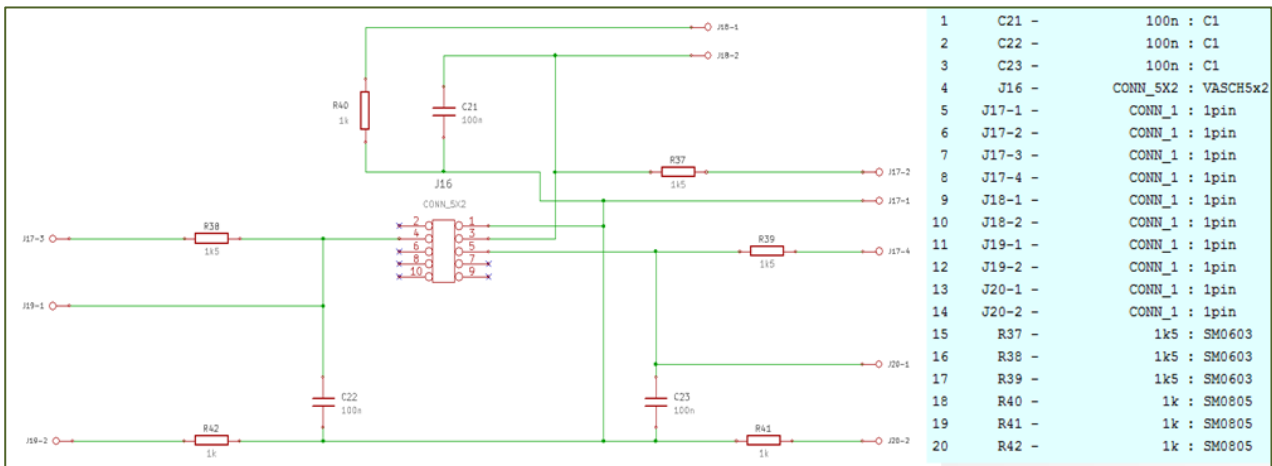 J18-1
J18-2
R40
1k
C21
100n
R37
1k5
J17-2
J17-1
J16
CONN_5X2
2 1
4 3
6 5
8 7
10 9
J17-3
R38
1k5
R39
1k5
J17-4
J19-1
J20-1
C22
100n
C23
100n
J19-2
R42
1k
R41
1k
J20-2
1 C21 - 100n : C1
2 C22 - 100n : C1
3 C23 - 100n : C1
4 J16 - CONN_5X2 : VASCH5x2
5 J17-1 - CONN_1 : 1pin
6 J17-2 - CONN_1 : 1pin
7 J17-3 - CONN_1 : 1pin
8 J17-4 - CONN_1 : 1pin
9 J18-1 - CONN_1 : 1pin
10 J18-2 - CONN_1 : 1pin
11 J19-1 - CONN_1 : 1pin
12 J19-2 - CONN_1 : 1pin
13 J20-1 - CONN_1 : 1pin
14 J20-2 - CONN_1 : 1pin
15 R37 - 1k5 : SM0603
16 R38 - 1k5 : SM0603
17 R39 - 1k5 : SM0603
18 R40 - 1k : SM0805
19 R41 - 1k : SM0805
20 R42 - 1k : SM0805